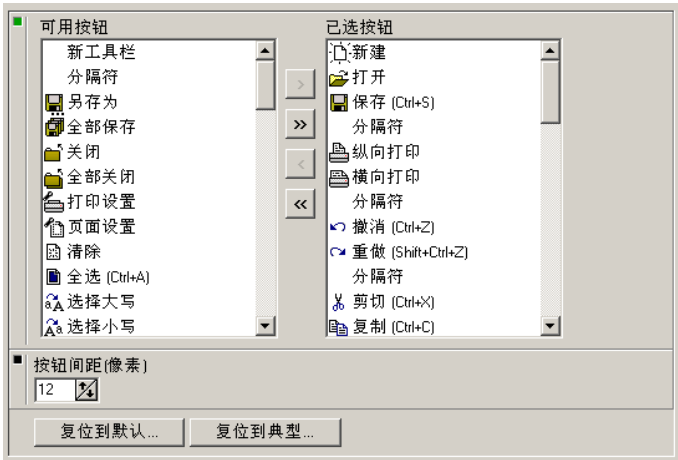 可用按钮
新工具栏
分隔符
另存为
全部保存
关闭
全部关闭
打印设置
页面设置
清除
全选 (Ctrl+A)
选择大写
选择小写
已选按钮
新建
打开
保存 (Ctrl+S)
分隔符
纵向打印
横向打印
分隔符
撤消 (Ctrl+Z)
重做 (Shift+Ctrl+Z)
分隔符
剪切 (Ctrl+X)
复制 (Ctrl+C)
按钮间距(像素)
12
复位到默认...
复位到典型...